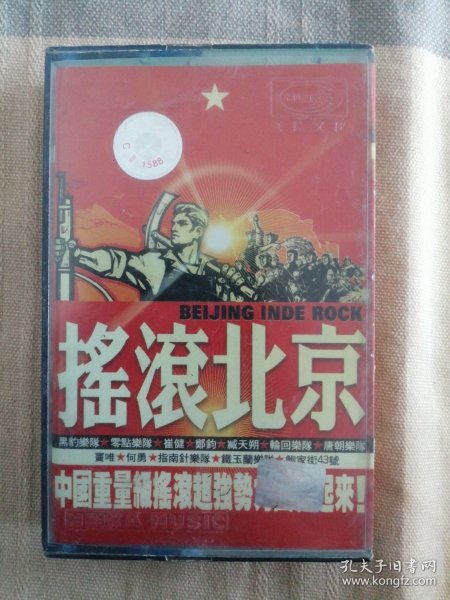 C
1588
BEIJING INDE ROCK
搖滾北京
黑豹樂隊★零點樂隊★崔健★鄭鈞★臧天朔★輪回樂隊★唐朝樂隊
竇唯★何勇★指南針樂隊★鐵玉蘭樂隊★鮑家街43號
中國重量級搖滾超強勢 起來!
MUSIC
孔夫子旧书网
www.kongfz.com